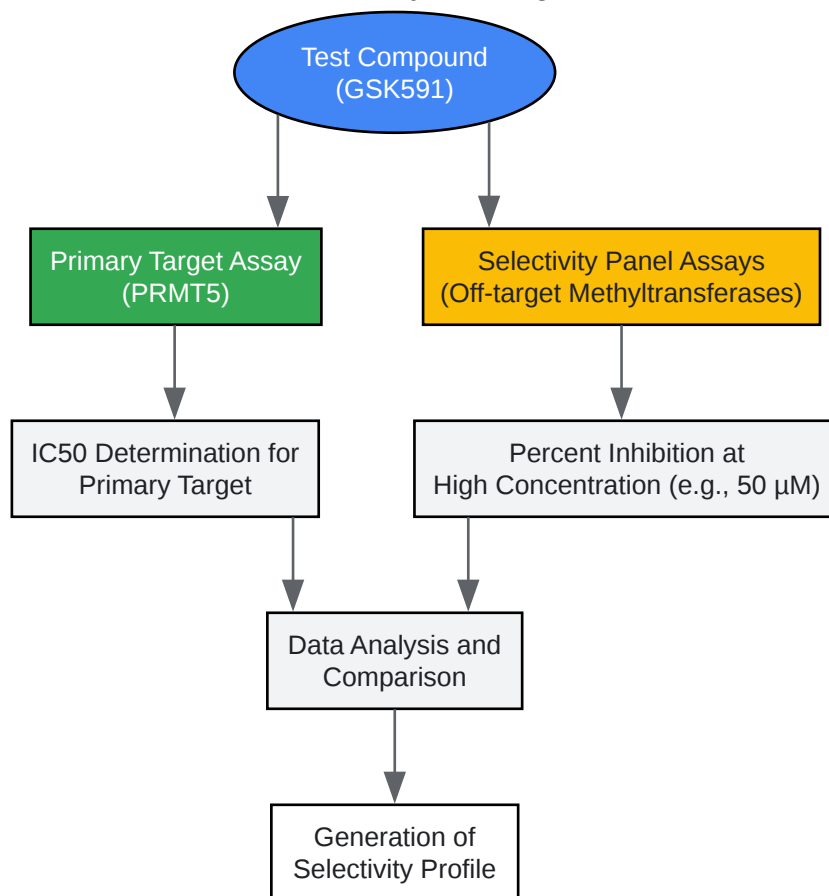 Test Compound
(GSK591)
Primary Target Assay
(PRMT5)
Selectivity Panel Assays
(Off-target Methyltransferases)
IC50 Determination for
Primary Target
Percent Inhibition at
High Concentration (e.g., 50 µM)
Data Analysis and
Comparison
Generation of
Selectivity Profile